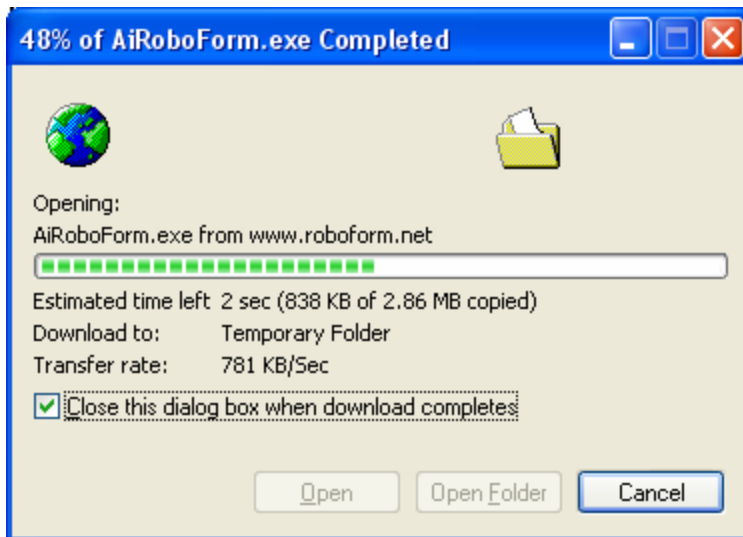 48% of AiRoboForm.exe Completed
Opening:
AiRoboForm.exe from www.roboform.net
Estimated time left 2 sec (838 KB of 2.86 MB copied)
Download to: Temporary Folder
Transfer rate: 781 KB/Sec
Close this dialog box when download completes
Open Open Folder Cancel